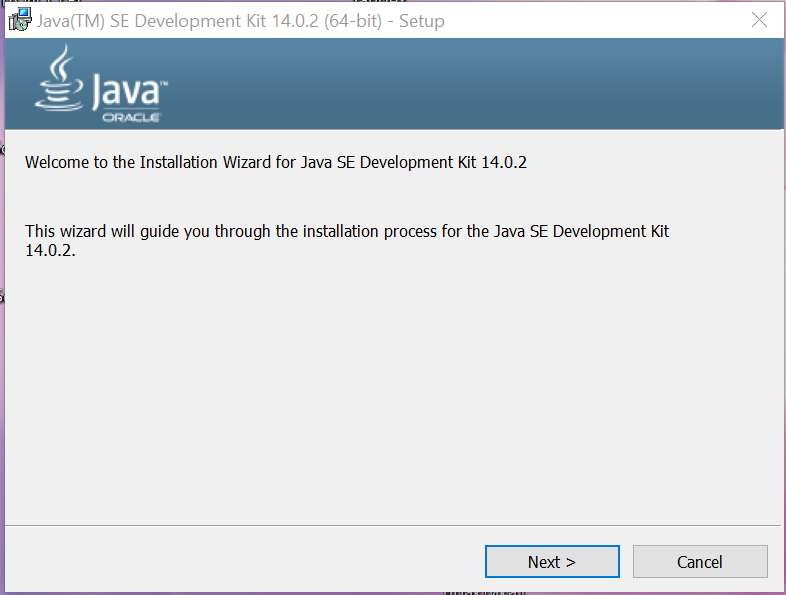 Java(TM) SE Development Kit 14.0.2 (64-bit) - Setup
Java™
ORACLE
Welcome to the Installation Wizard for Java SE Development Kit 14.0.2
This wizard will guide you through the installation process for the Java SE Development Kit
14.0.2.
Next >
Cancel